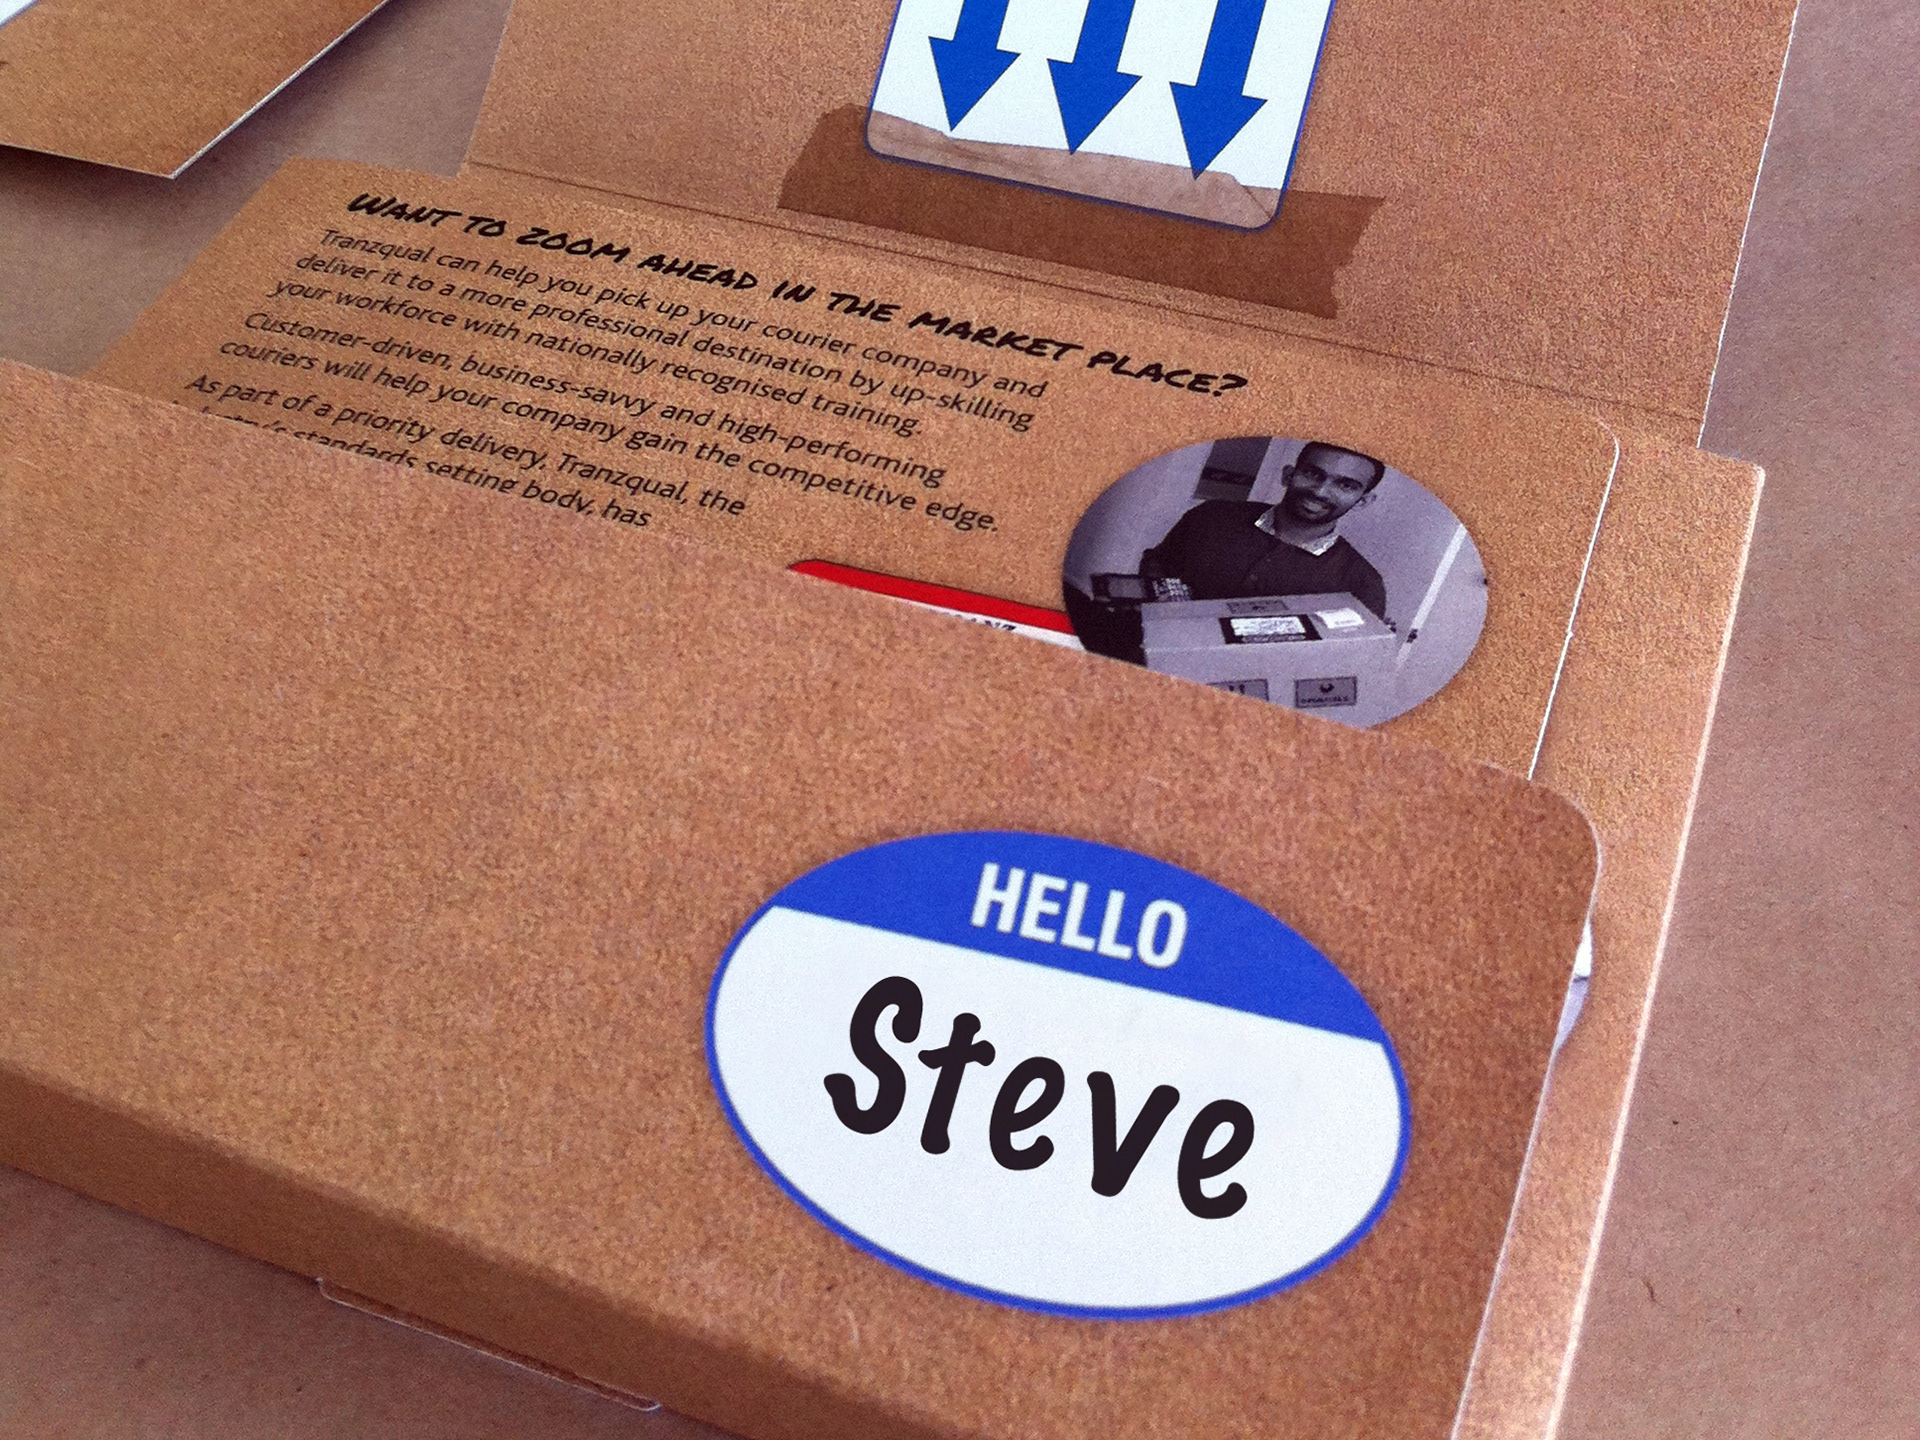 WANT TO ZOOM AHEAD IN THE MARKET PLACE?
Tranzqual can help you pick up your courier company and
deliver it to a more professional destination by up-skilling
your workforce with nationally recognised training.
Customer-driven, business-savvy and high-performing
couriers will help your company gain the competitive edge.
As part of a priority delivery, Tranzqual, the
standards setting body, has
HELLO
Steve